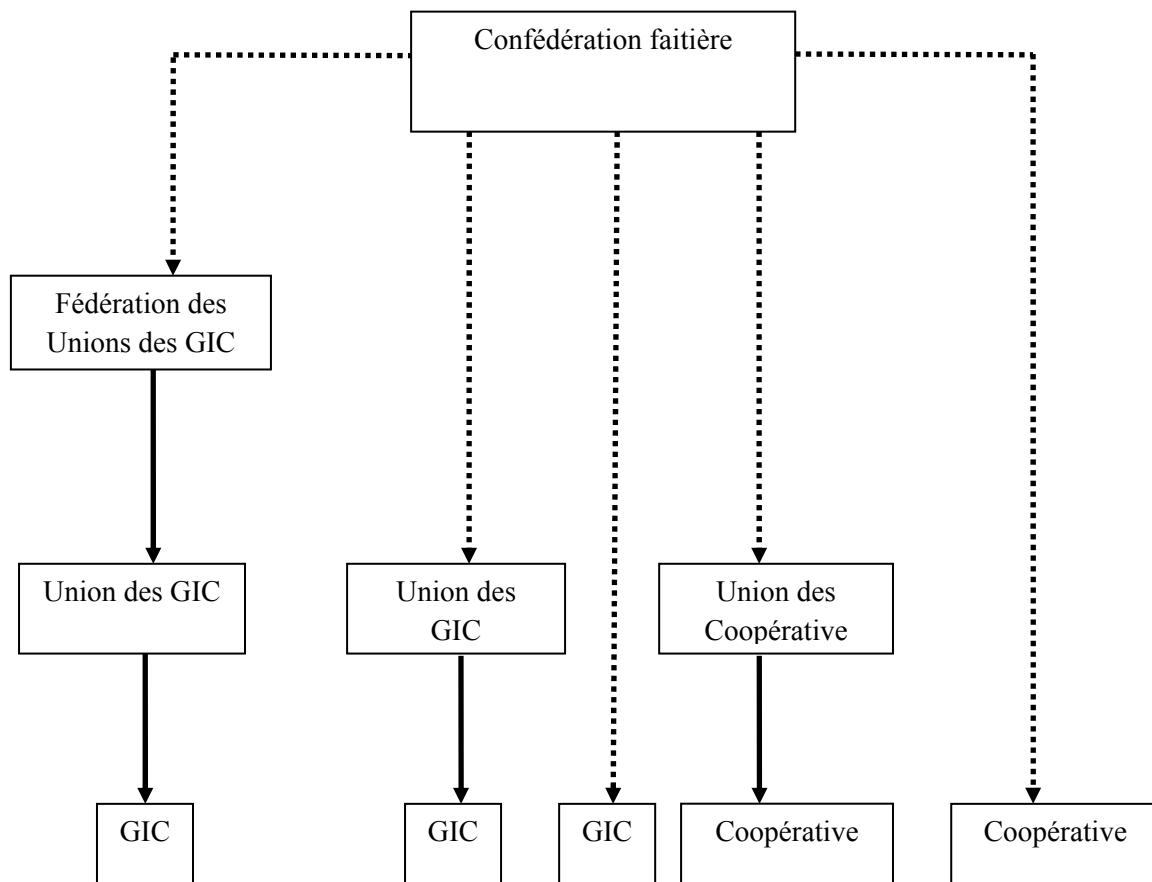 Confédération faitière
Fédération des
Unions des GIC
Union des GIC
Union des
GIC
Union des
Coopérative
GIC
GIC
GIC
Coopérative
Coopérative